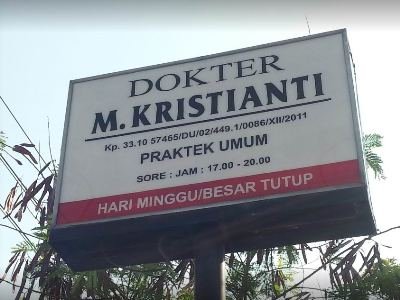 DOKTER
M. KRISTIANTI
Kp. 33.10 57465/DU/02/449.1/0086/XII/2011
PRAKTEK UMUM
SORE : JAM : 17.00 - 20.00
HARI MINGGU/BESAR TUTUP